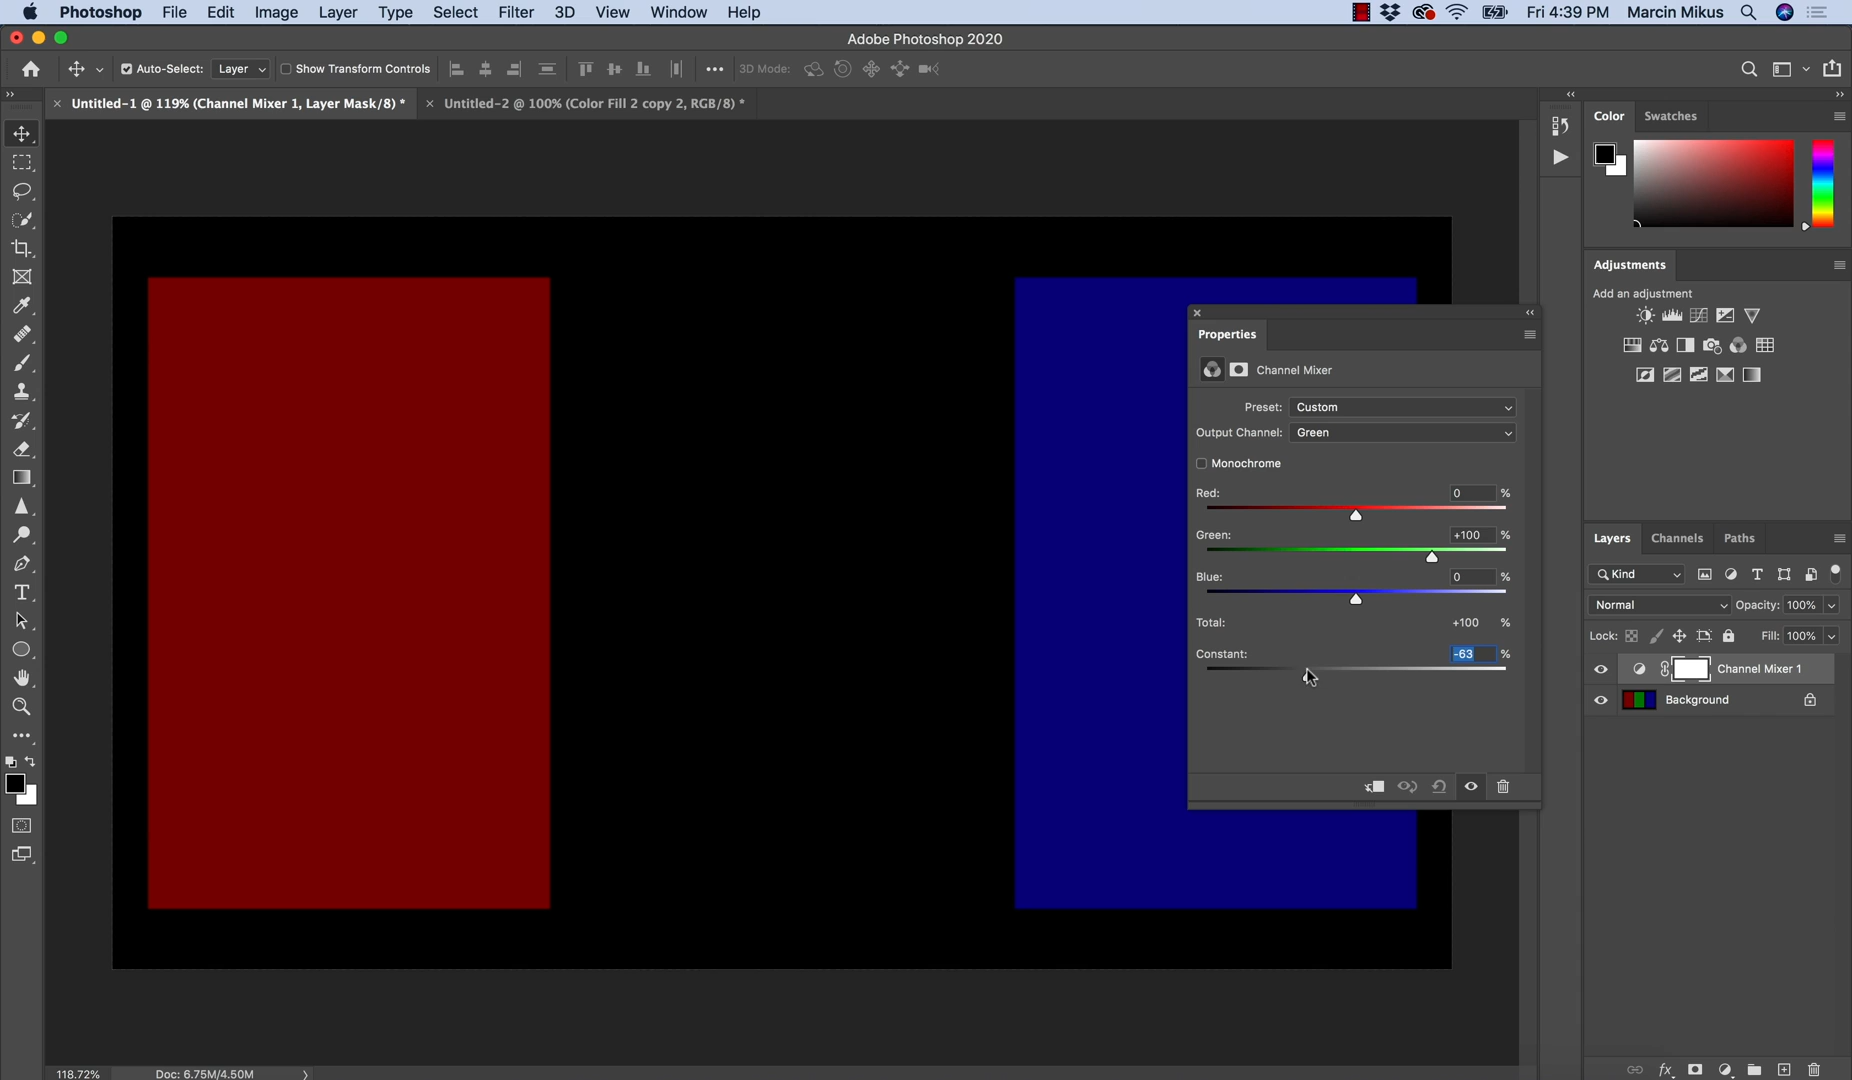 Photoshop File Edit Image Layer Type Select Filter 3D View Window Help Fri 4:39 PM Marcin Mikus
Adobe Photoshop 2020
Auto-Select: Layer Show Transform Controls 3D Mode:
Untitled-1 @ 119% (Channel Mixer 1, Layer Mask/8) * Untitled-2 @ 100% (Color Fill 2 copy 2, RGB/8) *
Color Swatches
Adjustments
Add an adjustment
Properties
Channel Mixer
Preset: Custom
Output Channel: Green
Monochrome
Red: 0 %
Green: +100 %
Blue: 0 %
Total: +100 %
Constant: -63 %
Layers Channels Paths
Kind
Normal Opacity: 100%
Lock: Fill: 100%
Channel Mixer 1
Background
118.72% Doc: 6.75M/4.50M